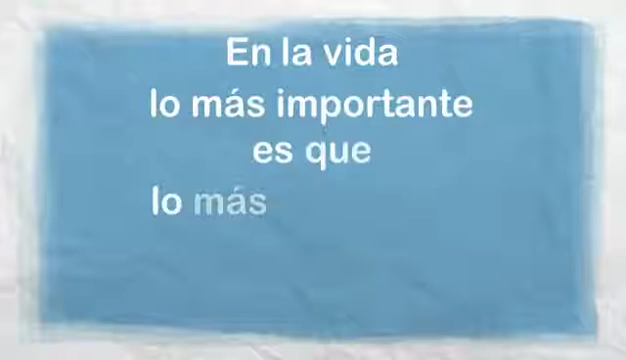 En la vida
lo más importante
es que
lo más